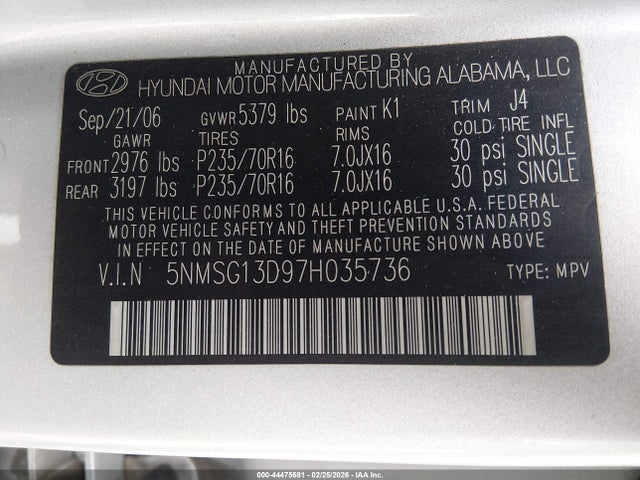 MANUFACTURED BY
HYUNDAI MOTOR MANUFACTURING ALABAMA, LLC
Sep/21/06 GVWR 5379 lbs PAINT K1 TRIM J4
GAWR TIRES RIMS COLD TIRE INFL
FRONT 2976 lbs P235/70R16 7.0JX16 30 psi SINGLE
REAR 3197 lbs P235/70R16 7.0JX16 30 psi SINGLE
THIS VEHICLE CONFORMS TO ALL APPLICABLE U.S.A. FEDERAL
MOTOR VEHICLE SAFETY AND THEFT PREVENTION STANDARDS
IN EFFECT ON THE DATE OF MANUFACTURE SHOWN ABOVE.
V.I.N 5NMSG13D97H035736 TYPE: MPV
IAA - 44475681 - 02/25/2026 - IAAI.COM